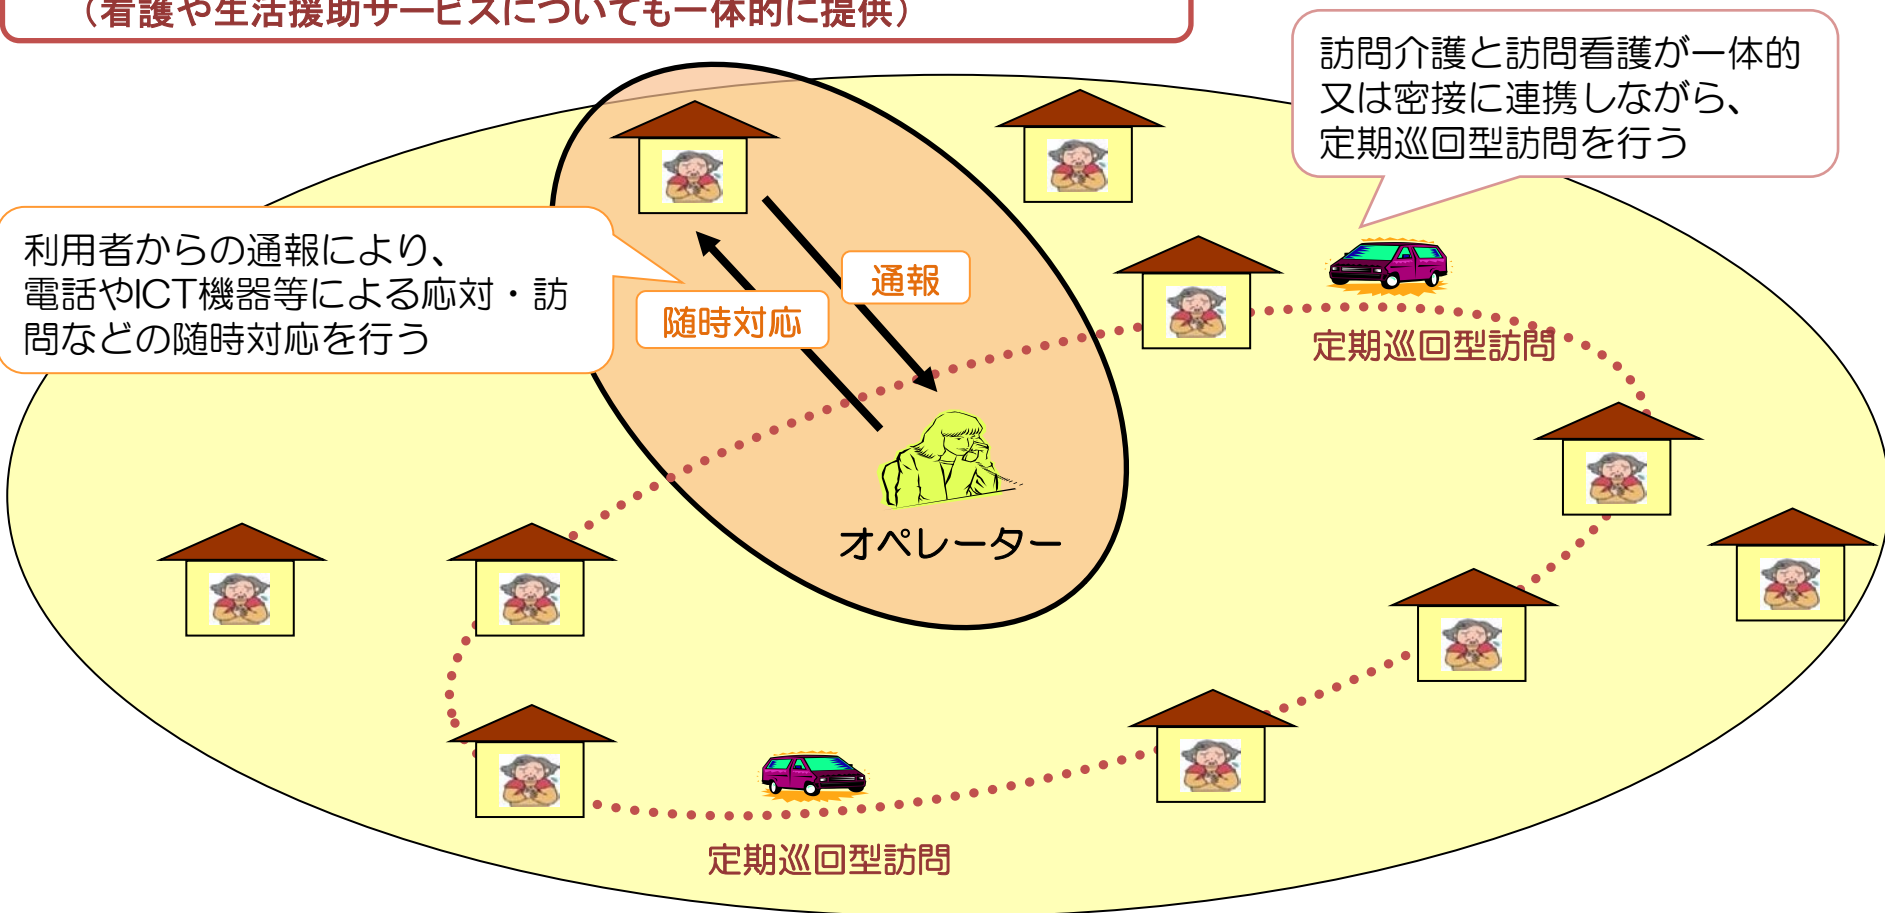 （看護や生活援助サービスについても一体的に提供）
訪問介護と訪問看護が一体的
又は密接に連携しながら、
定期巡回型訪問を行う
利用者からの通報により、
電話やICT機器等による応対・訪
問などの随時対応を行う
通報
随時対応
定期巡回型訪問
オペレーター
定期巡回型訪問